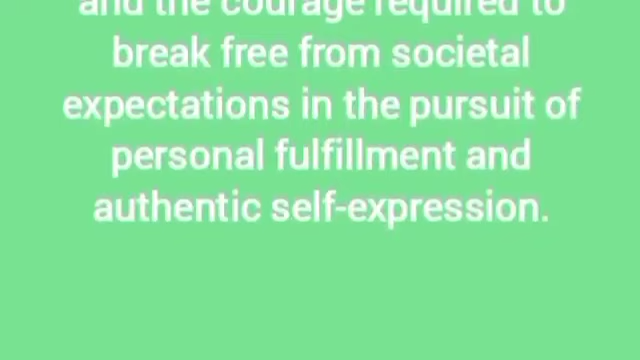 and the courage required to
break free from societal
expectations in the pursuit of
personal fulfillment and
authentic self-expression.